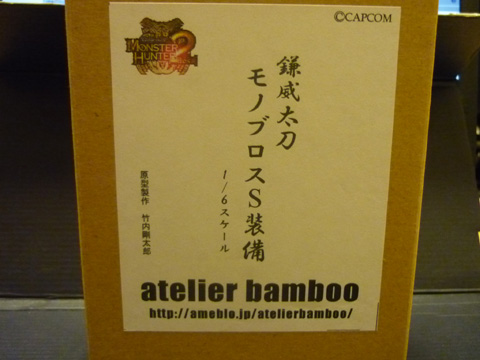 ©CAPCOM
MONSTER HUNTER 2
鎌威太刀
モノブロスS装備
1/6スケール
原型製作 竹内剛太郎
atelier bamboo
http://ameblo.jp/atelierbamboo/